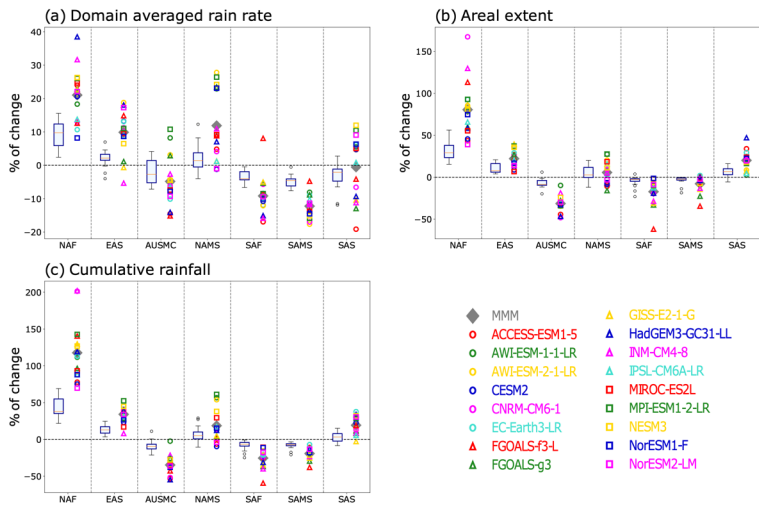 (a) Domain averaged rain rate
% of change
40
30
20
10
0
−10
−20
NAF EAS AUSMC NAMS SAF SAMS SAS
(b) Areal extent
% of change
150
100
50
0
−50
NAF EAS AUSMC NAMS SAF SAMS SAS
(c) Cumulative rainfall
% of change
200
150
100
50
0
−50
NAF EAS AUSMC NAMS SAF SAMS SAS
MMM
ACCESS-ESM1-5
AWI-ESM-1-1-LR
AWI-ESM-2-1-LR
CESM2
CNRM-CM6-1
EC-Earth3-LR
FGOALS-f3-L
FGOALS-g3
GISS-E2-1-G
HadGEM3-GC31-LL
INM-CM4-8
IPSL-CM6A-LR
MIROC-ES2L
MPI-ESM1-2-LR
NESM3
NorESM1-F
NorESM2-LM